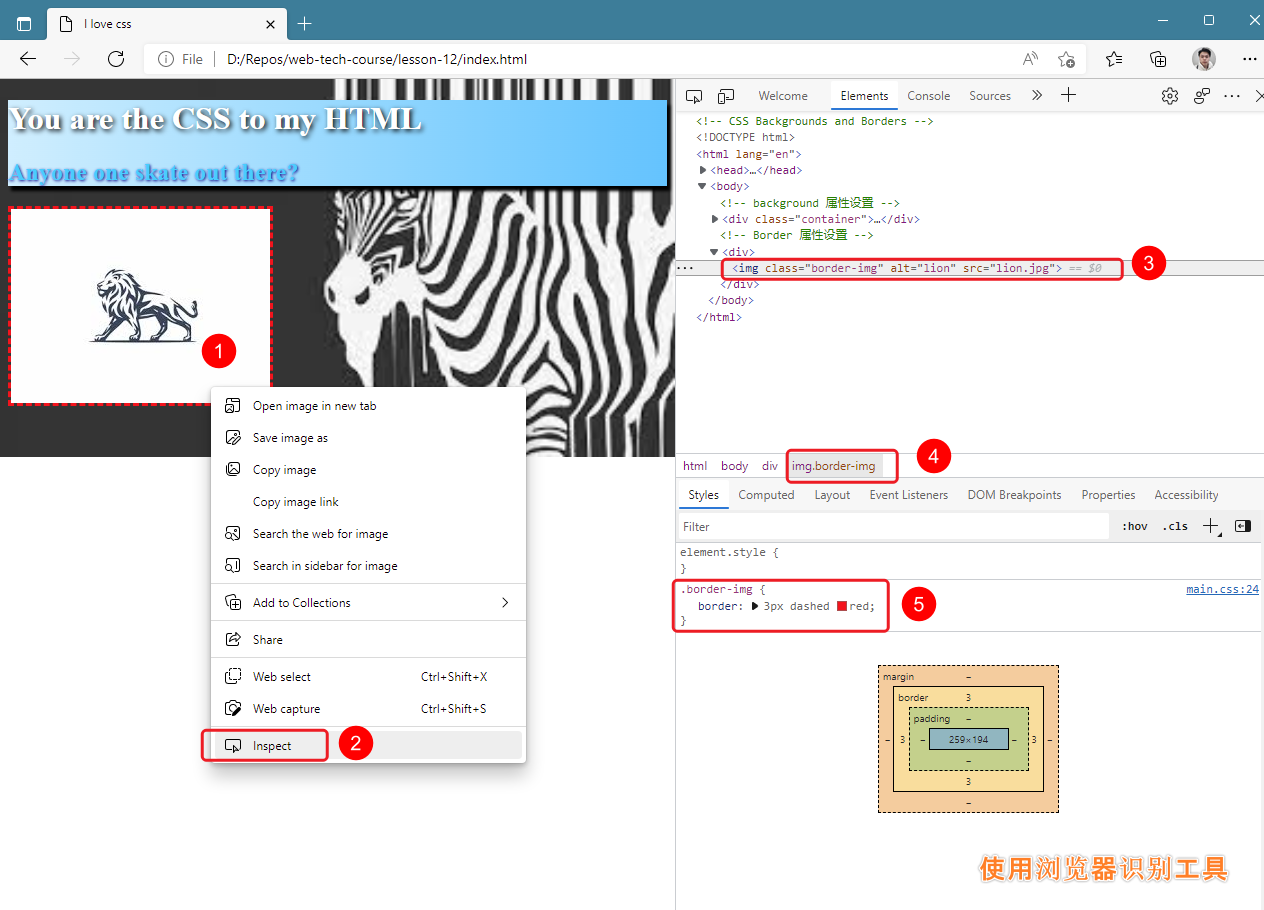 I love css
File
D:/Repos/web-tech-course/lesson-12/index.html
You are the CSS to my HTML
Anyone one skate out there?
1
Open image in new tab
Save image as
Copy image
Copy image link
Search the web for image
Search in sidebar for image
Add to Collections
Share
Web select Ctrl+Shift+X
Web capture Ctrl+Shift+S
Inspect
2
Welcome Elements Console Sources
<!-- CSS Backgrounds and Borders -->
<!DOCTYPE html>
<html lang="en">
<head>…</head>
<body>
<!-- background 属性设置 -->
<div class="container">…</div>
<!-- Border 属性设置 -->
<div>
<img class="border-img" alt="lion" src="lion.jpg"> == $0
3
</div>
</body>
</html>
html body div img.border-img
4
Styles Computed Layout Event Listeners DOM Breakpoints Properties Accessibility
Filter :hov .cls
element.style {
}
.border-img { main.css:24
border: 3px dashed red;
}
5
margin –
border 3
padding –
– 3 – 259×194 – 3 –
–
3
–
使用浏览器识别工具